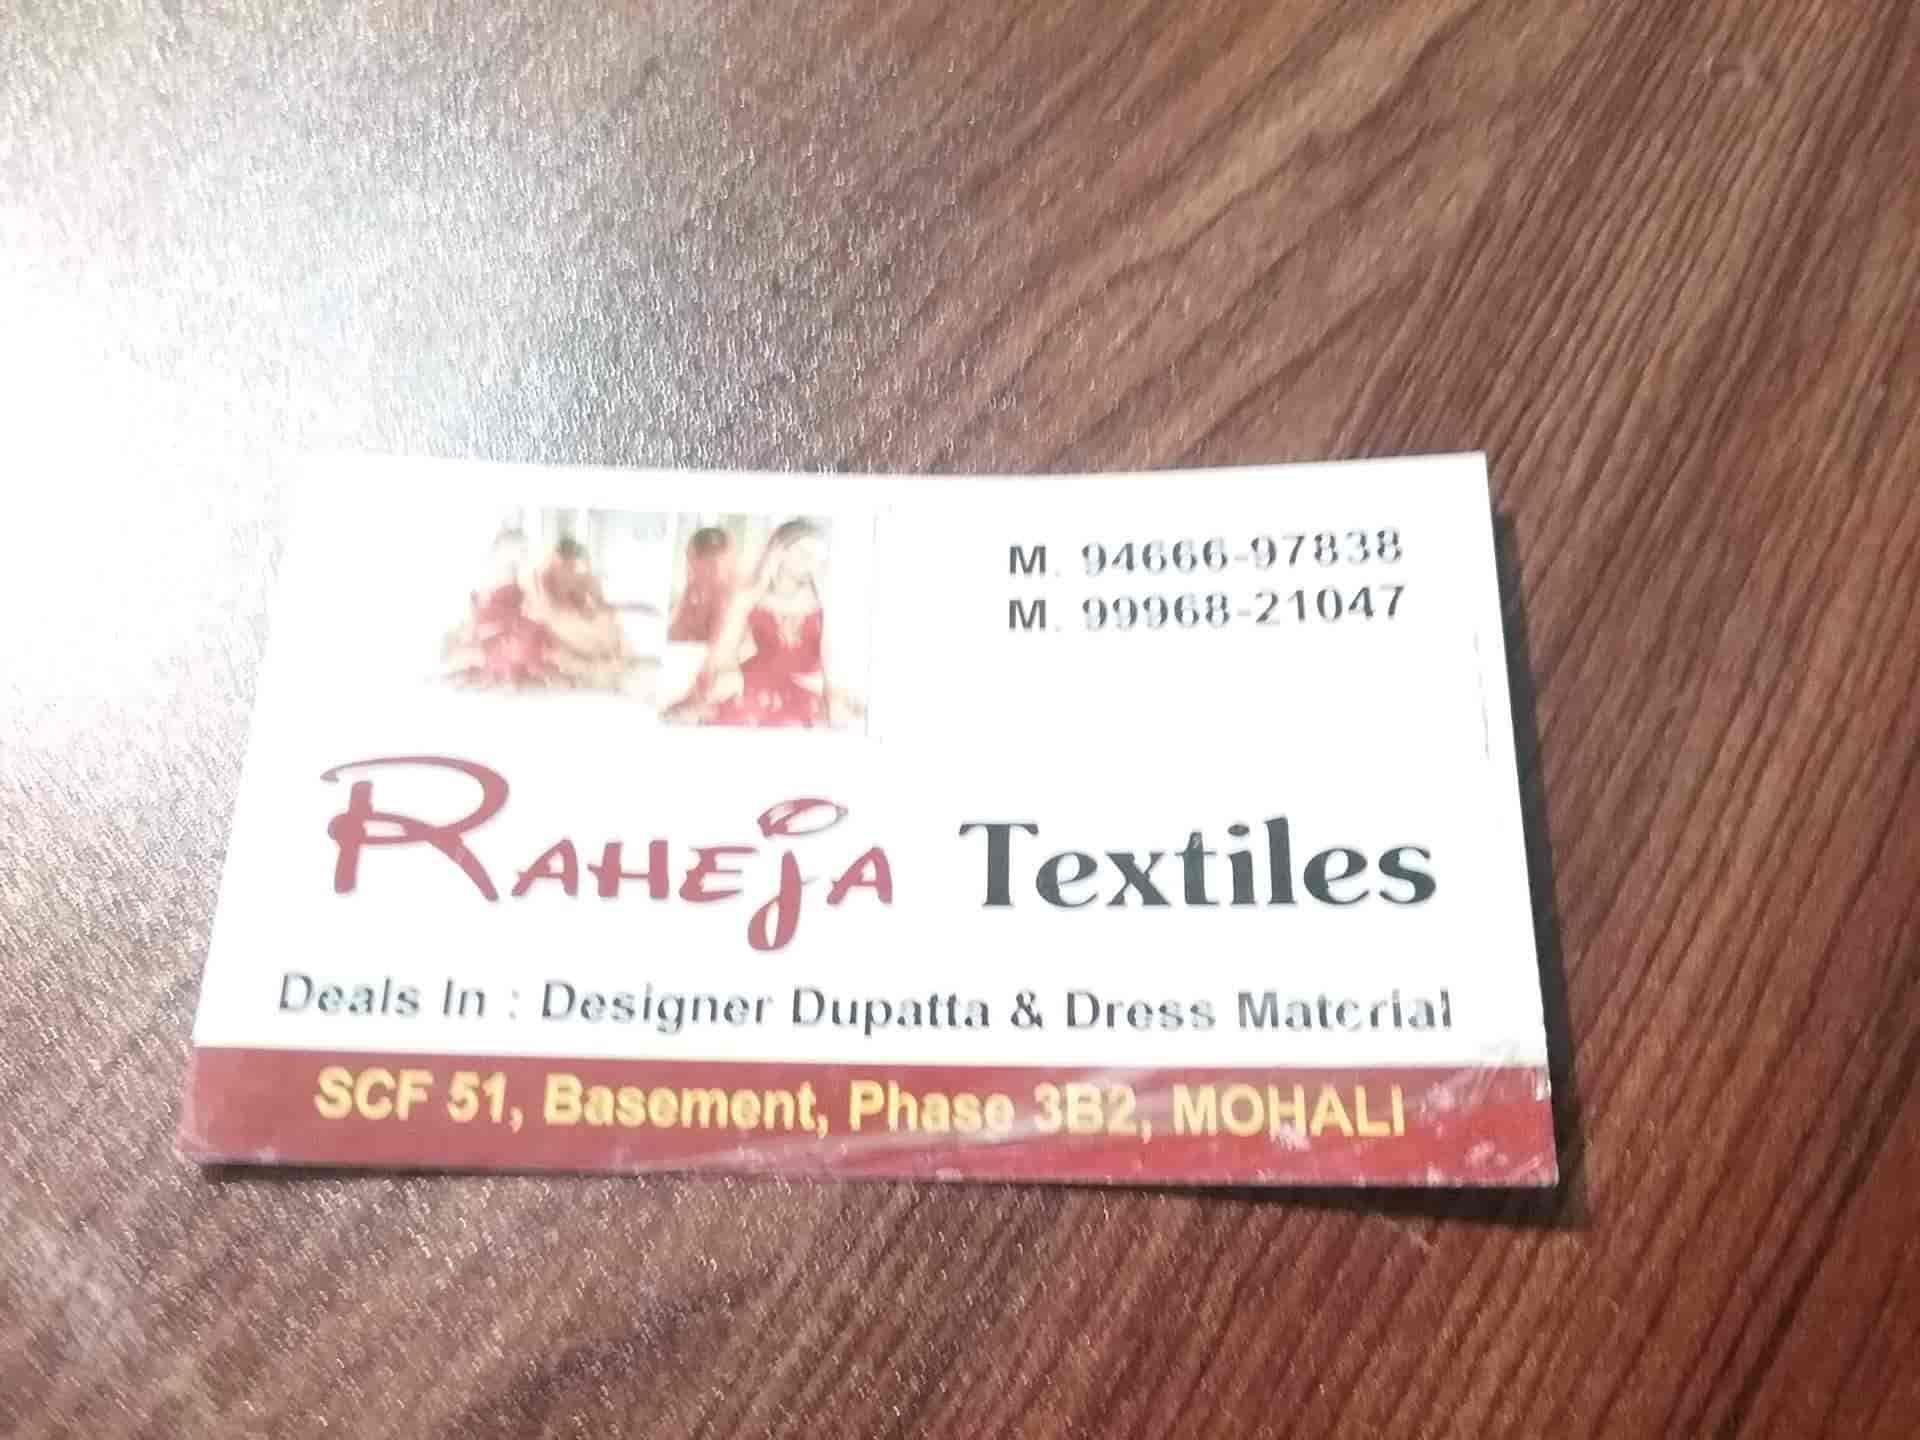 M. 94666-97838
M. 99968-21047
RAHEJA Textiles
Deals In : Designer Dupatta & Dress Material
SCF 51, Basement, Phase 3B2, MOHALI